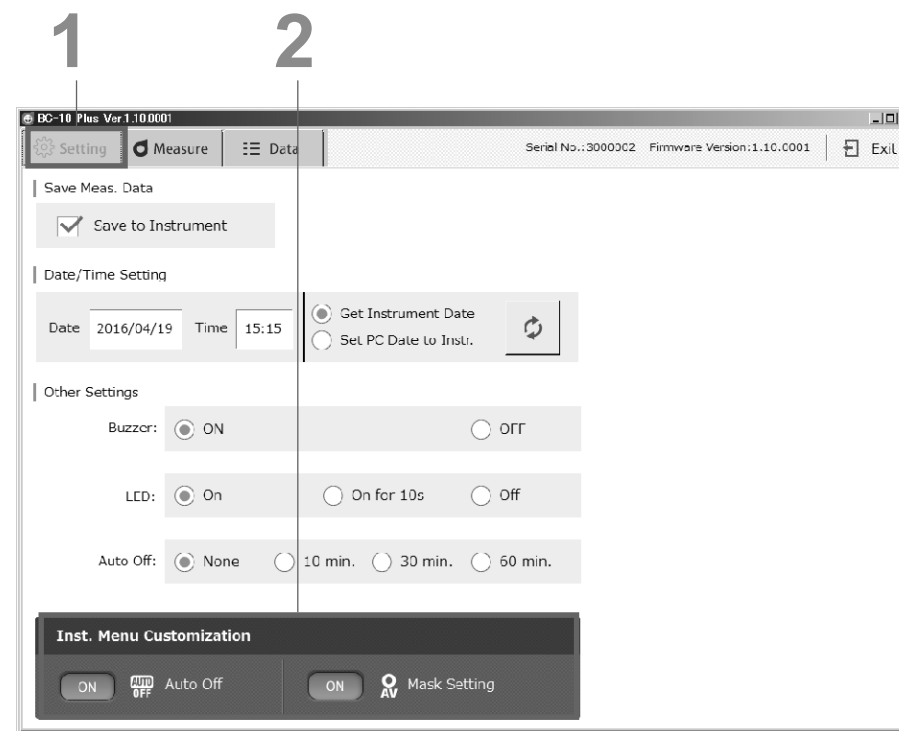 1 2
BC-10 Plus Ver.1.10.0001
Setting Measure Data Serial No.:3000002 Firmware Version:1.10.0001 Exit
Save Meas. Data
Save to Instrument
Date/Time Setting
Date 2016/04/19 Time 15:15 Get Instrument Date
Set PC Date to Instr.
Other Settings
Buzzer: ON OFF
LED: On On for 10s Off
Auto Off: None 10 min. 30 min. 60 min.
Inst. Menu Customization
ON AUTO OFF Auto Off ON AV Mask Setting